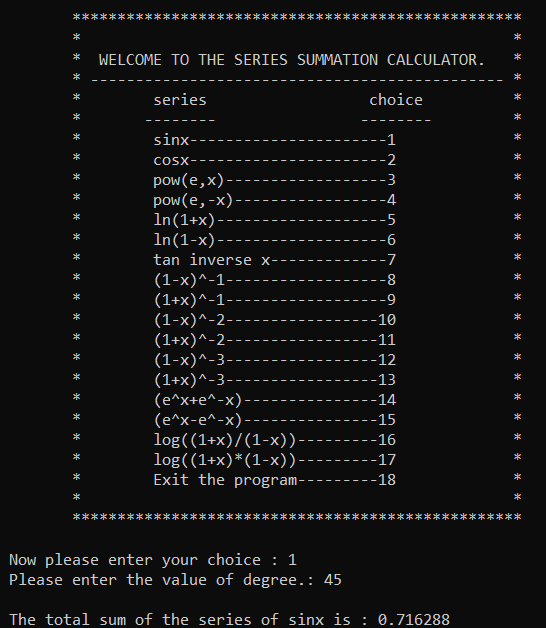 **************************************************
* *
* WELCOME TO THE SERIES SUMMATION CALCULATOR. *
* ---------------------------------------------- *
* series choice *
* -------- -------- *
* sinx----------------------1 *
* cosx----------------------2 *
* pow(e,x)------------------3 *
* pow(e,-x)-----------------4 *
* ln(1+x)-------------------5 *
* ln(1-x)-------------------6 *
* tan inverse x-------------7 *
* (1-x)^-1------------------8 *
* (1+x)^-1------------------9 *
* (1-x)^-2-----------------10 *
* (1+x)^-2-----------------11 *
* (1-x)^-3-----------------12 *
* (1+x)^-3-----------------13 *
* (e^x+e^-x)---------------14 *
* (e^x-e^-x)---------------15 *
* log((1+x)/(1-x))---------16 *
* log((1+x)*(1-x))---------17 *
* Exit the program---------18 *
* *
**************************************************
Now please enter your choice : 1
Please enter the value of degree.: 45
The total sum of the series of sinx is : 0.716288